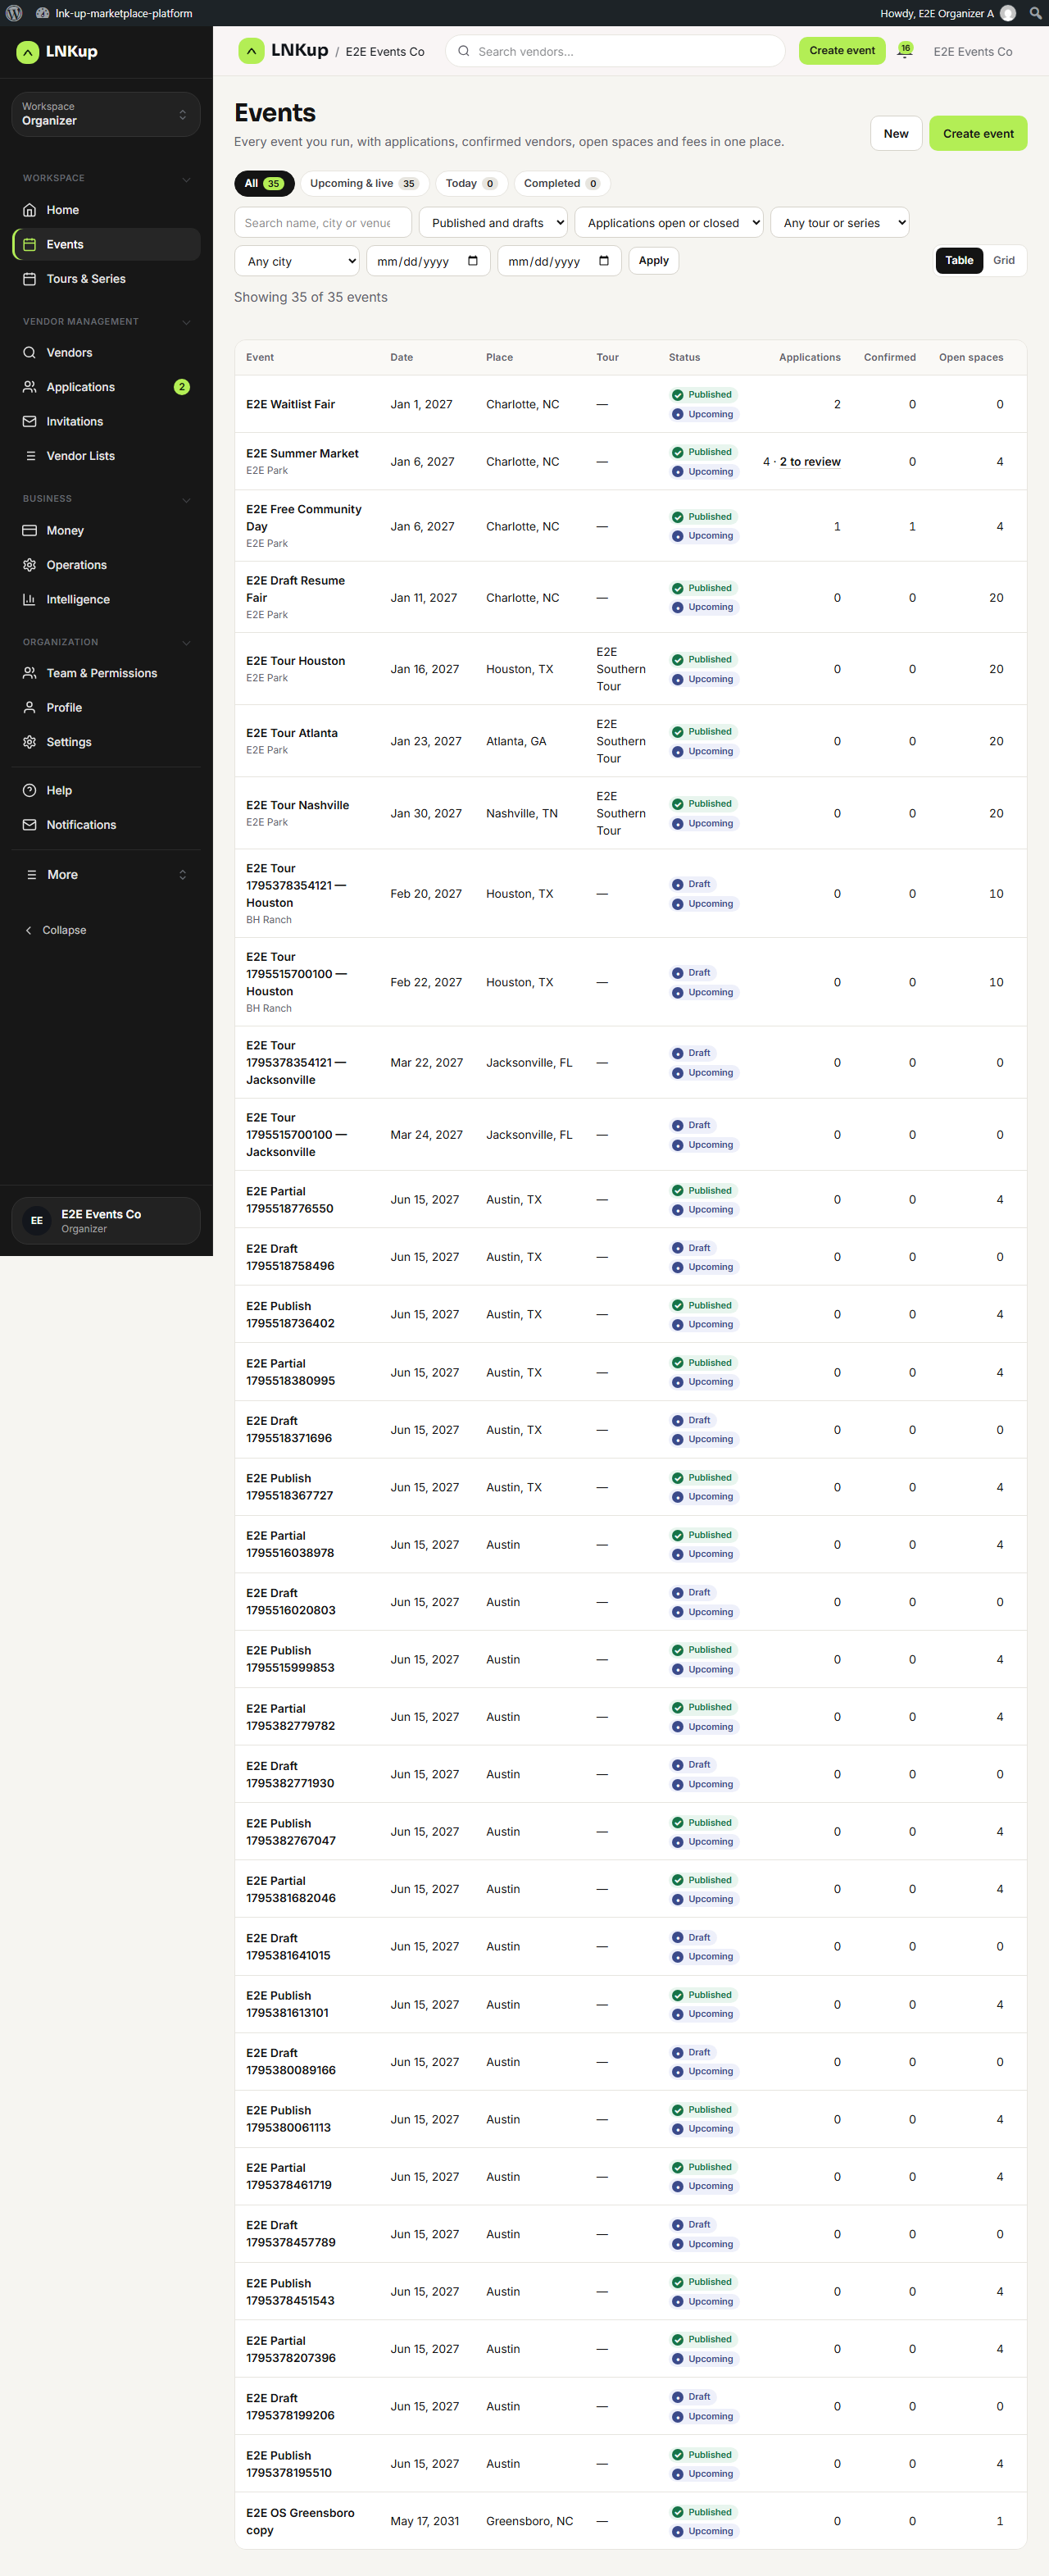 lnk-up-marketplace-platform
Howdy, E2E Organizer A
LNKup
Workspace
Organizer
WORKSPACE
Home
Events
Tours & Series
VENDOR MANAGEMENT
Vendors
Applications 2
Invitations
Vendor Lists
BUSINESS
Money
Operations
Intelligence
ORGANIZATION
Team & Permissions
Profile
Settings
Help
Notifications
More
Collapse
EE
E2E Events Co
Organizer
LNKup / E2E Events Co
Search vendors...
Create event
16
E2E Events Co
Events
Every event you run, with applications, confirmed vendors, open spaces and fees in one place.
New
Create event
All 35 Upcoming & live 35 Today 0 Completed 0
Search name, city or venue
Published and drafts
Applications open or closed
Any tour or series
Any city
mm/dd/yyyy
mm/dd/yyyy
Apply
Table Grid
Showing 35 of 35 events
Event Date Place Tour Status Applications Confirmed Open spaces
E2E Waitlist Fair Jan 1, 2027 Charlotte, NC — Published Upcoming 2 0 0
E2E Summer Market E2E Park Jan 6, 2027 Charlotte, NC — Published Upcoming 4 · 2 to review 0 4
E2E Free Community Day E2E Park Jan 6, 2027 Charlotte, NC — Published Upcoming 1 1 4
E2E Draft Resume Fair E2E Park Jan 11, 2027 Charlotte, NC — Published Upcoming 0 0 20
E2E Tour Houston E2E Park Jan 16, 2027 Houston, TX E2E Southern Tour Published Upcoming 0 0 20
E2E Tour Atlanta E2E Park Jan 23, 2027 Atlanta, GA E2E Southern Tour Published Upcoming 0 0 20
E2E Tour Nashville E2E Park Jan 30, 2027 Nashville, TN E2E Southern Tour Published Upcoming 0 0 20
E2E Tour 1795378354121 — Houston BH Ranch Feb 20, 2027 Houston, TX — Draft Upcoming 0 0 10
E2E Tour 1795515700100 — Houston BH Ranch Feb 22, 2027 Houston, TX — Draft Upcoming 0 0 10
E2E Tour 1795378354121 — Jacksonville Mar 22, 2027 Jacksonville, FL — Draft Upcoming 0 0 0
E2E Tour 1795515700100 — Jacksonville Mar 24, 2027 Jacksonville, FL — Draft Upcoming 0 0 0
E2E Partial 1795518776550 Jun 15, 2027 Austin, TX — Published Upcoming 0 0 4
E2E Draft 1795518758496 Jun 15, 2027 Austin, TX — Draft Upcoming 0 0 0
E2E Publish 1795518736402 Jun 15, 2027 Austin, TX — Published Upcoming 0 0 4
E2E Partial 1795518380995 Jun 15, 2027 Austin, TX — Published Upcoming 0 0 4
E2E Draft 1795518371696 Jun 15, 2027 Austin, TX — Draft Upcoming 0 0 0
E2E Publish 1795518367727 Jun 15, 2027 Austin, TX — Published Upcoming 0 0 4
E2E Partial 1795516038978 Jun 15, 2027 Austin — Published Upcoming 0 0 4
E2E Draft 1795516020803 Jun 15, 2027 Austin — Draft Upcoming 0 0 0
E2E Publish 1795515999853 Jun 15, 2027 Austin — Published Upcoming 0 0 4
E2E Partial 1795382779782 Jun 15, 2027 Austin — Published Upcoming 0 0 4
E2E Draft 1795382771930 Jun 15, 2027 Austin — Draft Upcoming 0 0 0
E2E Publish 1795382767047 Jun 15, 2027 Austin — Published Upcoming 0 0 4
E2E Partial 1795381682046 Jun 15, 2027 Austin — Published Upcoming 0 0 4
E2E Draft 1795381641015 Jun 15, 2027 Austin — Draft Upcoming 0 0 0
E2E Publish 1795381613101 Jun 15, 2027 Austin — Published Upcoming 0 0 4
E2E Draft 1795380089166 Jun 15, 2027 Austin — Draft Upcoming 0 0 0
E2E Publish 1795380061113 Jun 15, 2027 Austin — Published Upcoming 0 0 4
E2E Partial 1795378461719 Jun 15, 2027 Austin — Published Upcoming 0 0 4
E2E Draft 1795378457789 Jun 15, 2027 Austin — Draft Upcoming 0 0 0
E2E Publish 1795378451543 Jun 15, 2027 Austin — Published Upcoming 0 0 4
E2E Partial 1795378207396 Jun 15, 2027 Austin — Published Upcoming 0 0 4
E2E Draft 1795378199206 Jun 15, 2027 Austin — Draft Upcoming 0 0 0
E2E Publish 1795378195510 Jun 15, 2027 Austin — Published Upcoming 0 0 4
E2E OS Greensboro copy May 17, 2031 Greensboro, NC — Published Upcoming 0 0 1